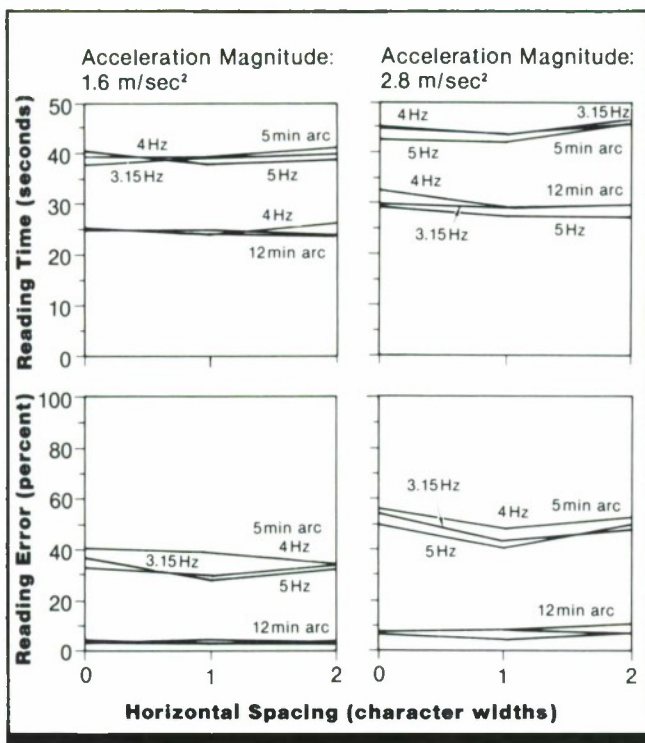 Acceleration Magnitude:
1.6 m/sec²
Acceleration Magnitude:
2.8 m/sec²
Reading Time (seconds)
50
40
30
20
10
0
4Hz
5min arc
3.15Hz
5Hz
4Hz
12min arc
4Hz
3.15Hz
5Hz
5min arc
4Hz
12min arc
3.15Hz
5Hz
Reading Error (percent)
100
80
60
40
20
0
5min arc
3.15Hz
4Hz
5Hz
12min arc
3.15Hz
4Hz
5min arc
5Hz
12min arc
0 1 2
0 1 2
Horizontal Spacing (character widths)